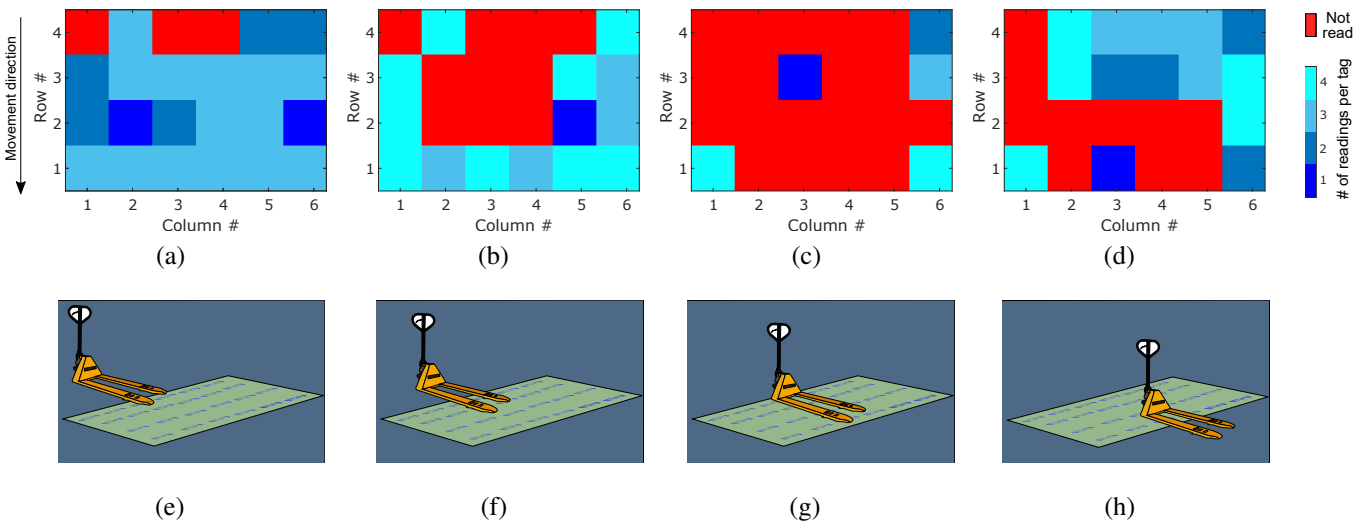 Movement direction
Row #
4
3
2
1
1 2 3 4 5 6
Column #
(a)
Row #
4
3
2
1
1 2 3 4 5 6
Column #
(b)
Row #
4
3
2
1
1 2 3 4 5 6
Column #
(c)
Row #
4
3
2
1
1 2 3 4 5 6
Column #
(d)
Not
read
4
3
2
1
# of readings per tag
(e)
(f)
(g)
(h)